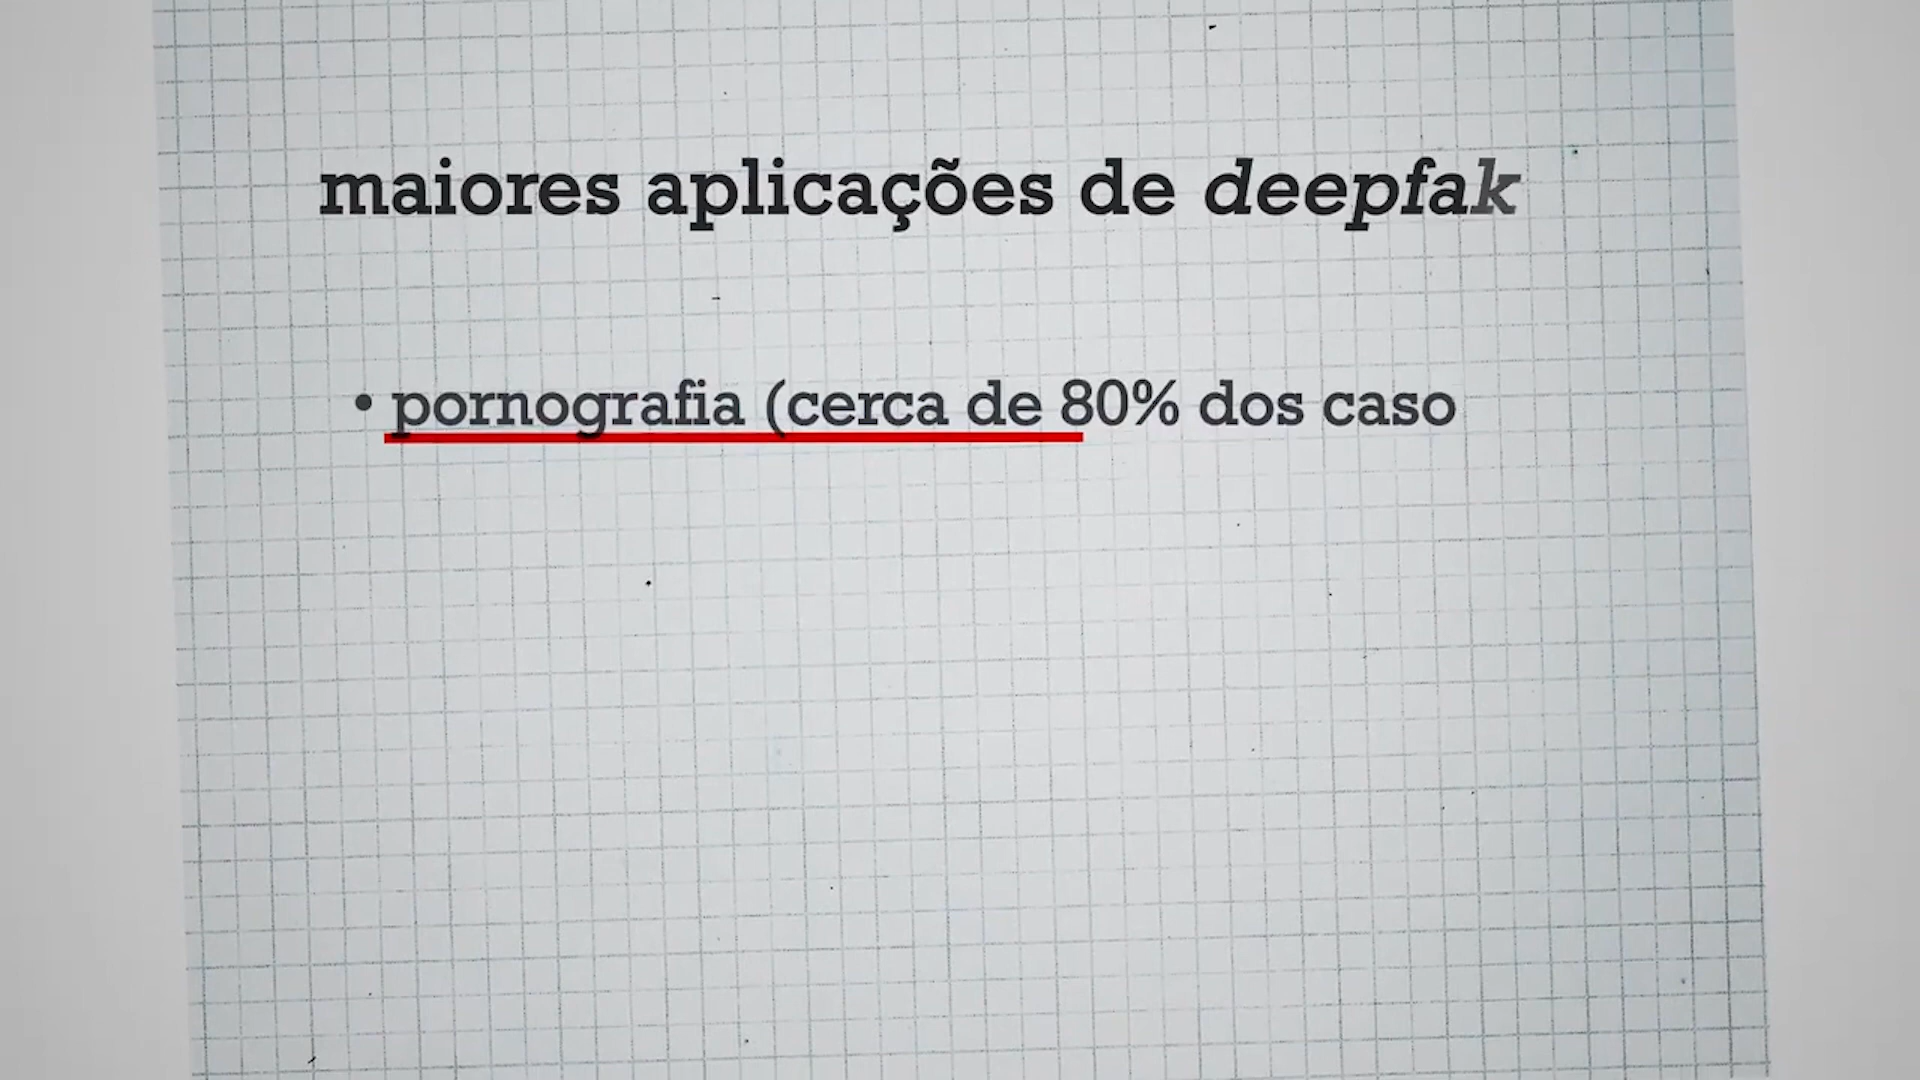 maiores aplicações de deepfak
• pornografia (cerca de 80% dos caso